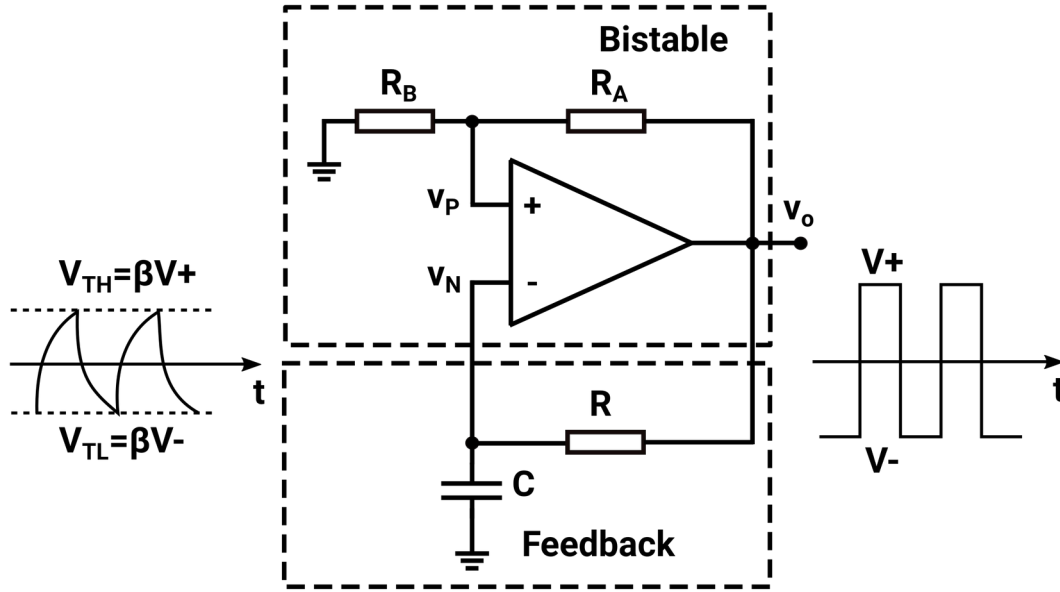 Bistable
R_B
R_A
v_P
+
v_o
v_N
-
V_TH=βV+
V+
t
t
R
V_TL=βV-
V-
C
Feedback